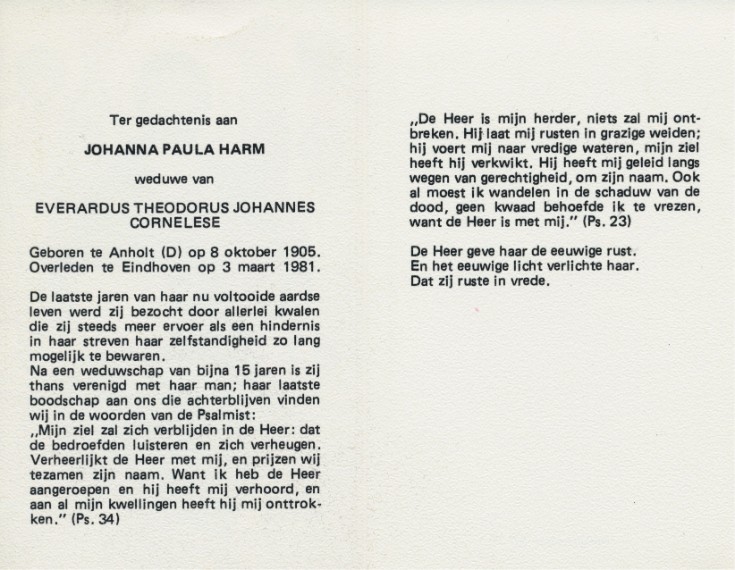 Ter gedachtenis aan
JOHANNA PAULA HARM
weduwe van
EVERARDUS THEODORUS JOHANNES
CORNELESE
Geboren te Anholt (D) op 8 oktober 1905.
Overleden te Eindhoven op 3 maart 1981.
De laatste jaren van haar nu voltooide aardse
leven werd zij bezocht door allerlei kwalen
die zij steeds meer ervoer als een hindernis
in haar streven haar zelfstandigheid zo lang
mogelijk te bewaren.
Na een weduwschap van bijna 15 jaren is zij
thans verenigd met haar man; haar laatste
boodschap aan ons die achterblijven vinden
wij in de woorden van de Psalmist:
„Mijn ziel zal zich verblijden in de Heer: dat
de bedroefden luisteren en zich verheugen.
Verheerlijkt de Heer met mij, en prijzen wij
tezamen zijn naam. Want ik heb de Heer
aangeroepen en hij heeft mij verhoord, en
aan al mijn kwellingen heeft hij mij onttrok-
ken.” (Ps. 34)
„De Heer is mijn herder, niets zal mij ont-
breken. Hij laat mij rusten in grazige weiden;
hij voert mij naar vredige wateren, mijn ziel
heeft hij verkwikt. Hij heeft mij geleid langs
wegen van gerechtigheid, om zijn naam. Ook
al moest ik wandelen in de schaduw van de
dood, geen kwaad behoefde ik te vrezen,
want de Heer is met mij.” (Ps. 23)
De Heer geve haar de eeuwige rust.
En het eeuwige licht verlichte haar.
Dat zij ruste in vrede.